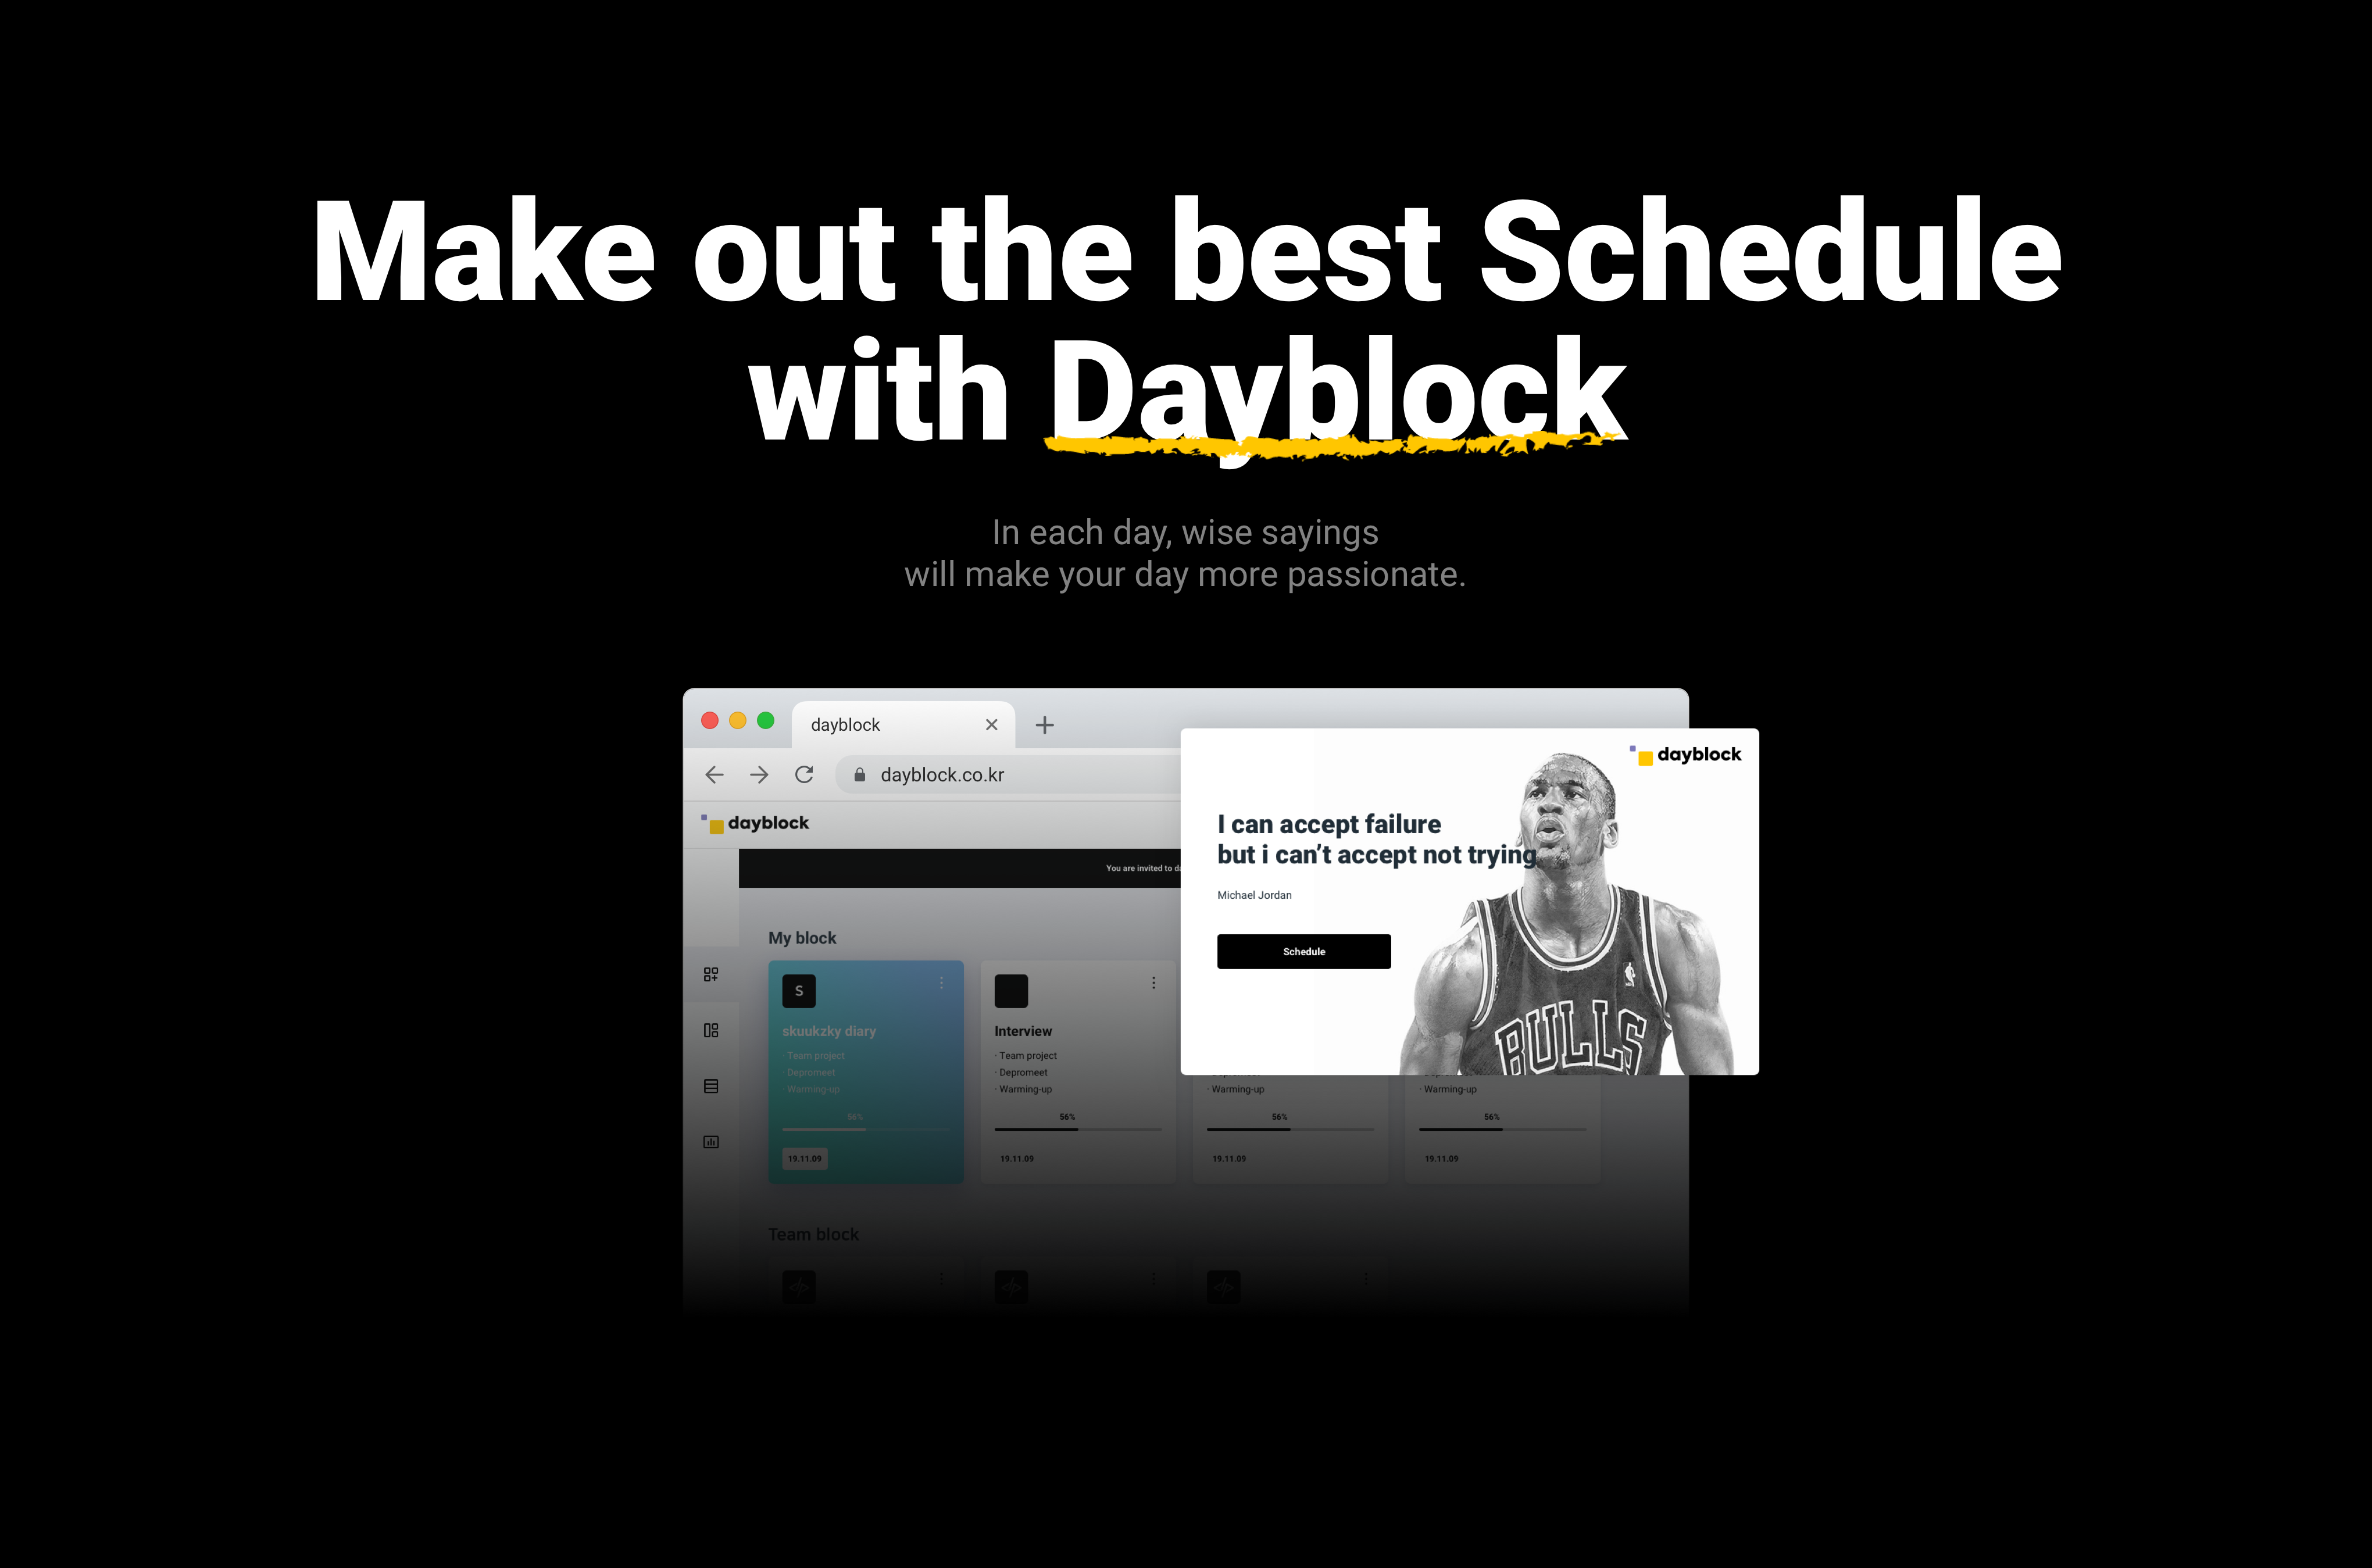 Make out the best Schedule
with Dayblock
In each day, wise sayings
will make your day more passionate.
dayblock
dayblock.co.kr
dayblock
You are invited to
dayblock
I can accept failure
but i can’t accept not trying
Michael Jordan
Schedule
BULLS
My block
S
skuukzky diary
· Team project
Depromeet
· Warming-up
56%
19.11.09
Interview
· Team project
· Depromeet
· Warming-up
56%
19.11.09
· Warming-up
56%
19.11.09
· Warming-up
56%
19.11.09
Team block